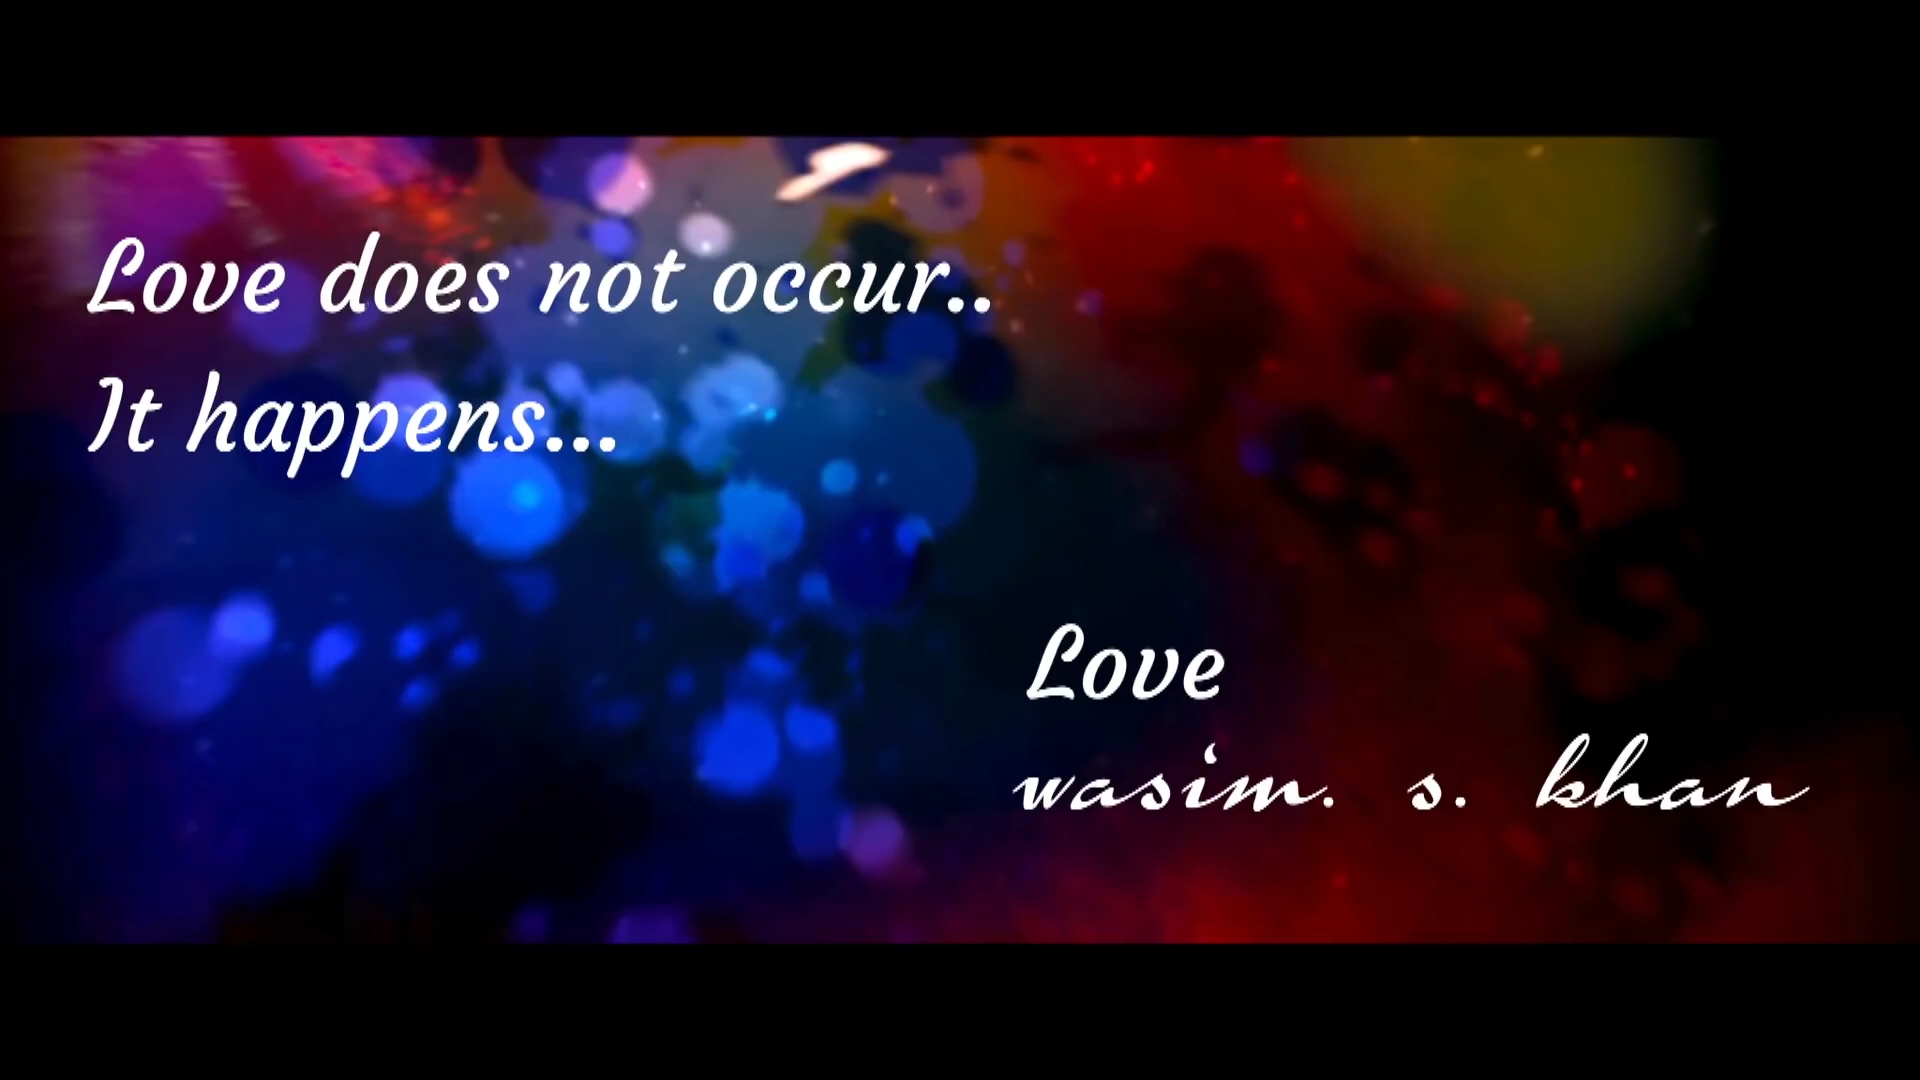 Love does not occur..
It happens...
Love
wasim. s. khan